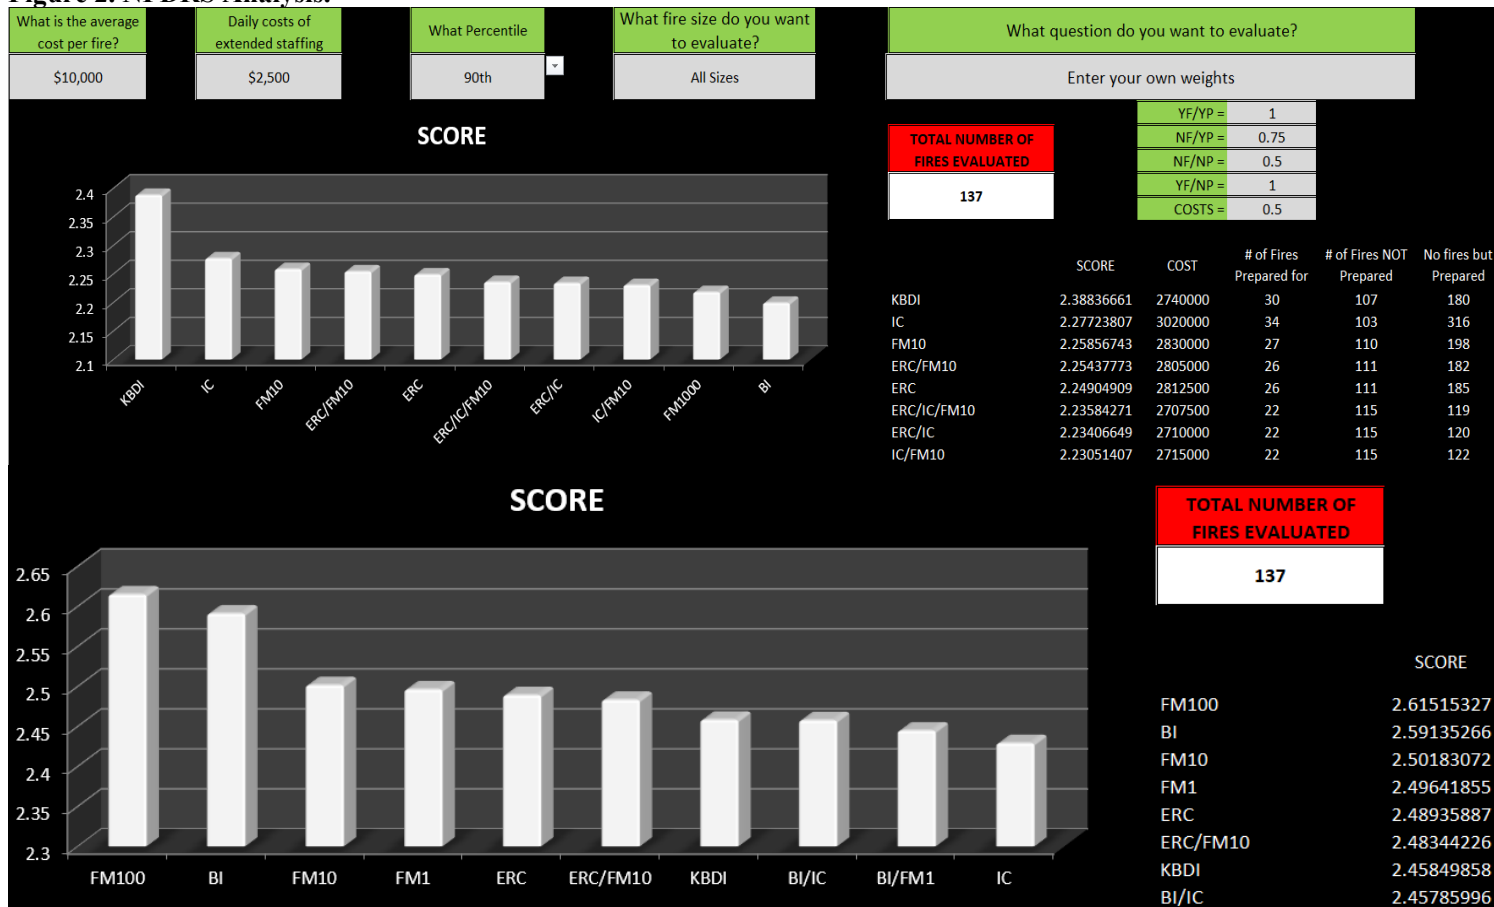 Figure 2. NFDRS Analysis.
What is the average
cost per fire?
$10,000
Daily costs of
extended staffing
$2,500
What Percentile
90th
What fire size do you want
to evaluate?
All Sizes
What question do you want to evaluate?
Enter your own weights
YF/YP = 1
NF/YP = 0.75
NF/NP = 0.5
YF/NP = 1
COSTS = 0.5
TOTAL NUMBER OF
FIRES EVALUATED
137
SCORE
2.4
2.35
2.3
2.25
2.2
2.15
2.1
KBDI IC FM10 ERC/FM10 ERC ERC/IC/FM10 ERC/IC IC/FM10 FM1000 BI
SCORE COST # of Fires Prepared for # of Fires NOT Prepared No fires but Prepared
KBDI 2.38836661 2740000 30 107 180
IC 2.27723807 3020000 34 103 316
FM10 2.25856743 2830000 27 110 198
ERC/FM10 2.25437773 2805000 26 111 182
ERC 2.24904909 2812500 26 111 185
ERC/IC/FM10 2.23584271 2707500 22 115 119
ERC/IC 2.23406649 2710000 22 115 120
IC/FM10 2.23051407 2715000 22 115 122
SCORE
2.65
2.6
2.55
2.5
2.45
2.4
2.35
2.3
FM100 BI FM10 FM1 ERC ERC/FM10 KBDI BI/IC BI/FM1 IC
TOTAL NUMBER OF
FIRES EVALUATED
137
SCORE
FM100 2.61515327
BI 2.59135266
FM10 2.50183072
FM1 2.49641855
ERC 2.48935887
ERC/FM10 2.48344226
KBDI 2.45849858
BI/IC 2.45785996